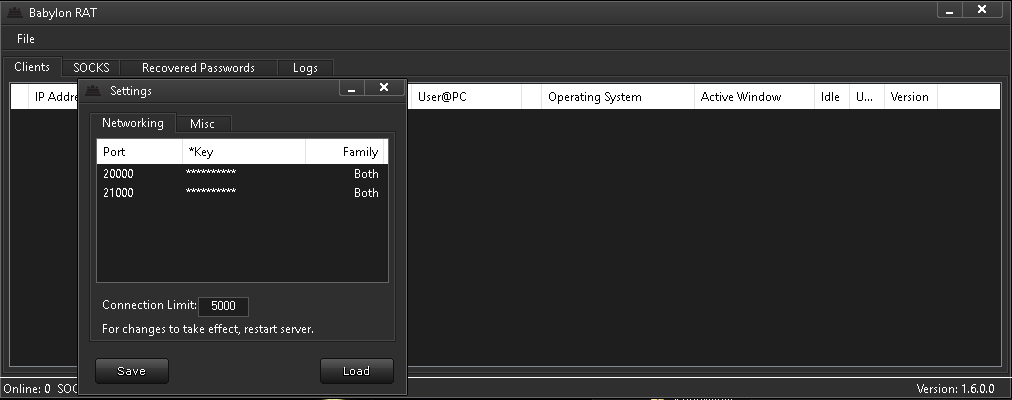 Babylon RAT
File
Clients SOCKS Recovered Passwords Logs
IP Addre User@PC Operating System Active Window Idle U... Version
Settings
Networking Misc
Port *Key Family
20000 ********** Both
21000 ********** Both
Connection Limit: 5000
For changes to take effect, restart server.
Save Load
Online: 0 SOC Version: 1.6.0.0